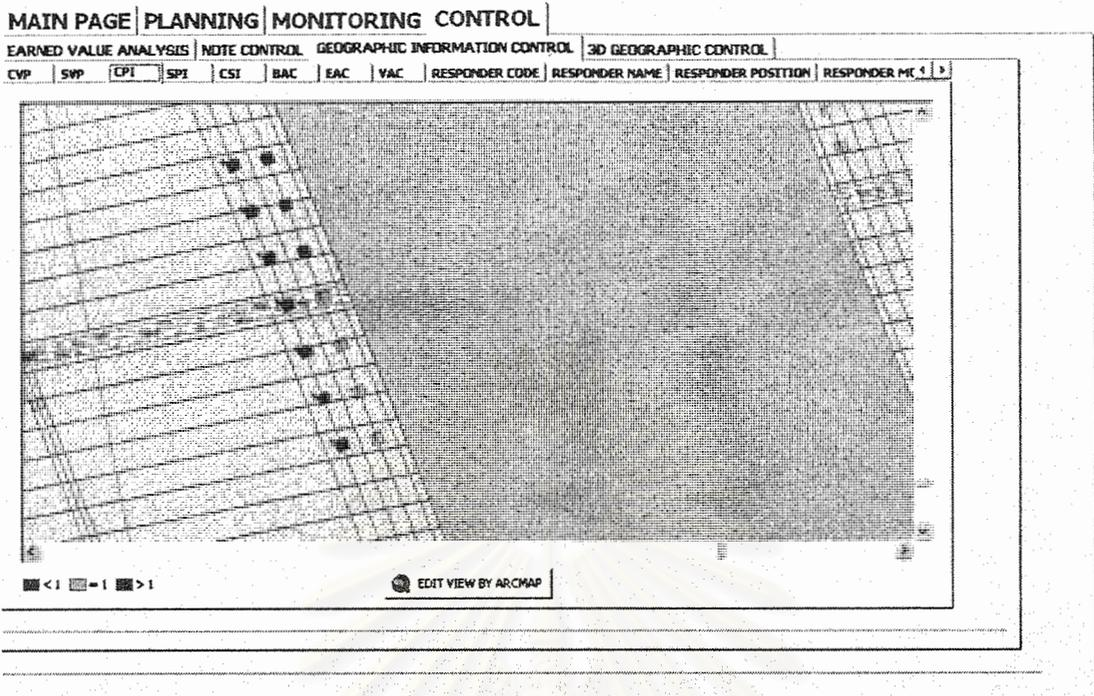 MAIN PAGE PLANNING MONITORING CONTROL
EARNED VALUE ANALYSIS NOTE CONTROL GEOGRAPHIC INFORMATION CONTROL 3D GEOGRAPHIC CONTROL
CVP SVP CPI SPI CSI BAC EAC VAC RESPONDER CODE RESPONDER NAME RESPONDER POSITION RESPONDER
< 1 = 1 > 1
EDIT VIEW BY ARCMAP